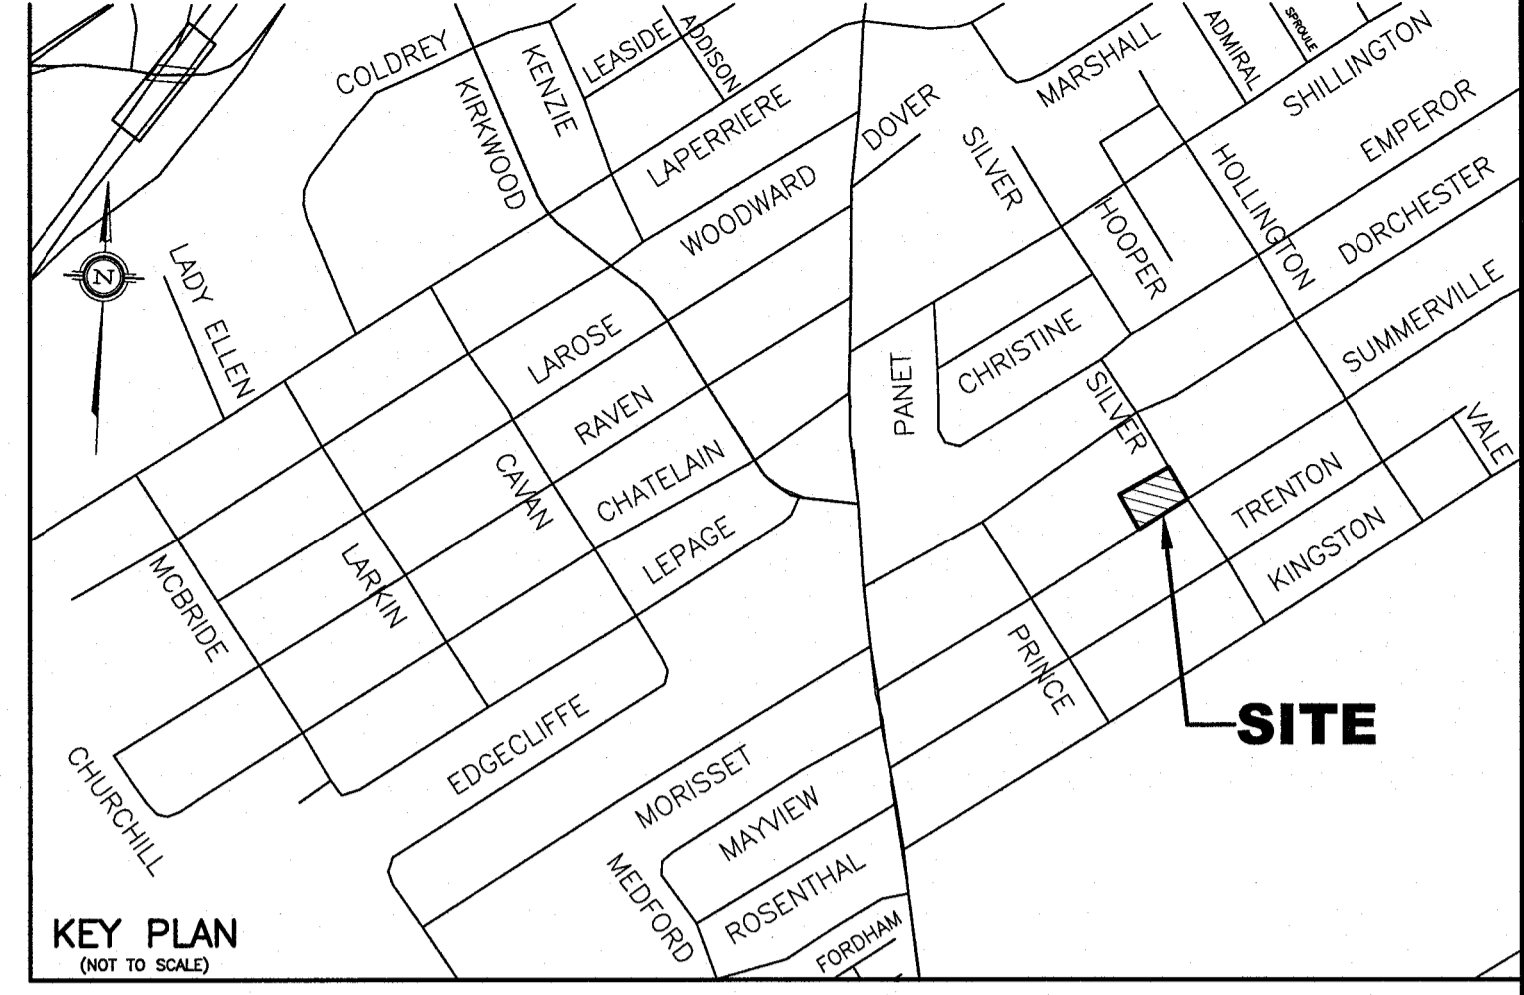 COLDREY
KIRKWOOD
KENZIE
LEASIDE
ADDISON
LAPERRIERE
WOODWARD
DOVER
SILVER
MARSHALL
ADMIRAL
SPROULE
SHILLINGTON
EMPEROR
HOLLINGTON
HOOPER
DORCHESTER
SUMMERVILLE
N
LADY ELLEN
LAROSE
RAVEN
CHATELAIN
CAVAN
LEPAGE
PANET
CHRISTINE
SILVER
VALE
TRENTON
KINGSTON
MCBRIDE
LARKIN
PRINCE
SITE
EDGECLIFFE
CHURCHILL
MORISSET
MAYVIEW
MEDFORD
ROSENTHAL
FORDHAM
KEY PLAN
(NOT TO SCALE)